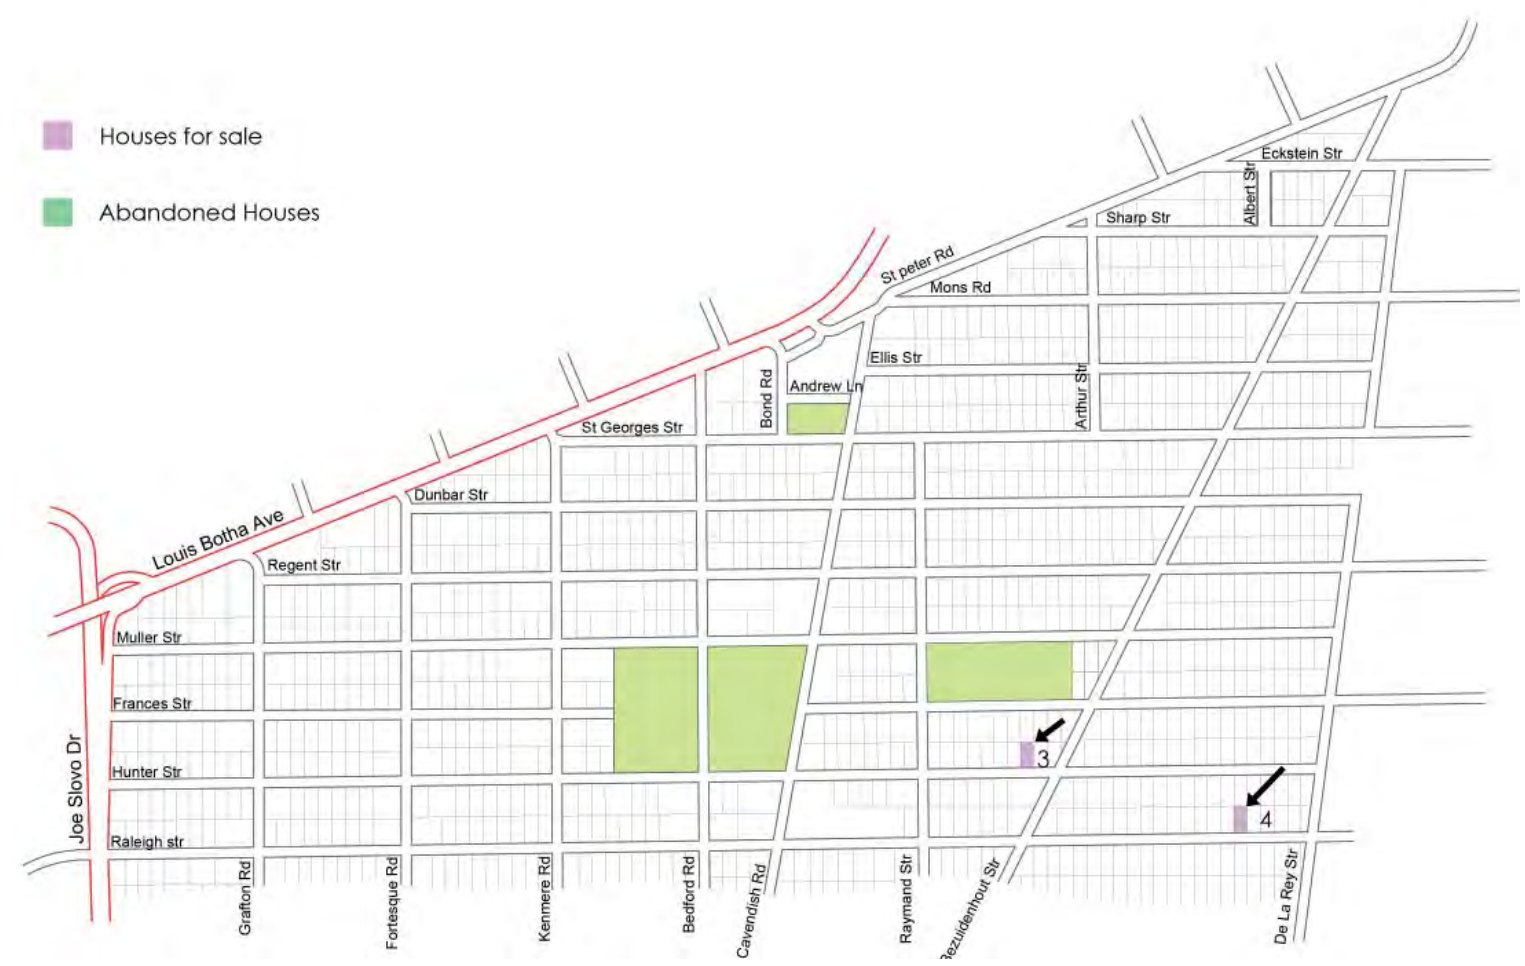 Houses for sale
Abandoned Houses
Eckstein Str
Albert Str
Sharp Str
St peter Rd
Mons Rd
Ellis Str
Arthur Str
Andrew Ln
Bond Rd
St Georges Str
Dunbar Str
Louis Botha Ave
Regent Str
Muller Str
Frances Str
Hunter Str
Joe Slovo Dr
Raleigh str
3
4
Grafton Rd
Fortesque Rd
Kenmere Rd
Bedford Rd
Cavendish Rd
Raymand Str
Bezuidenhout Str
De La Rey Str